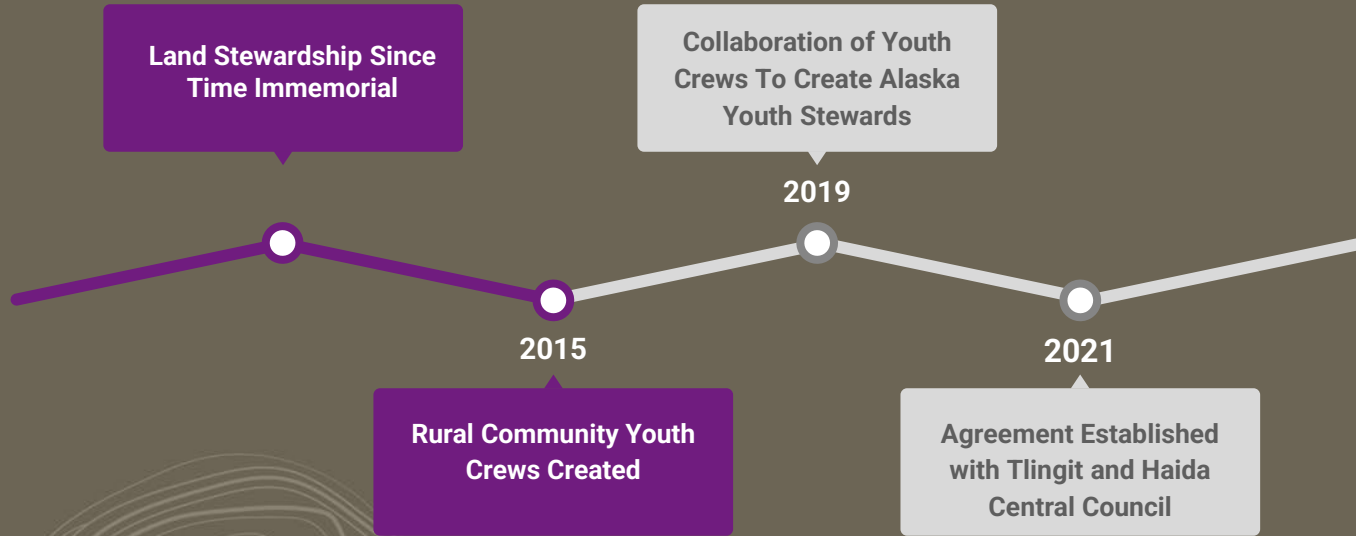 Land Stewardship Since
Time Immemorial
2015
Rural Community Youth
Crews Created
Collaboration of Youth
Crews To Create Alaska
Youth Stewards
2019
2021
Agreement Established
with Tlingit and Haida
Central Council